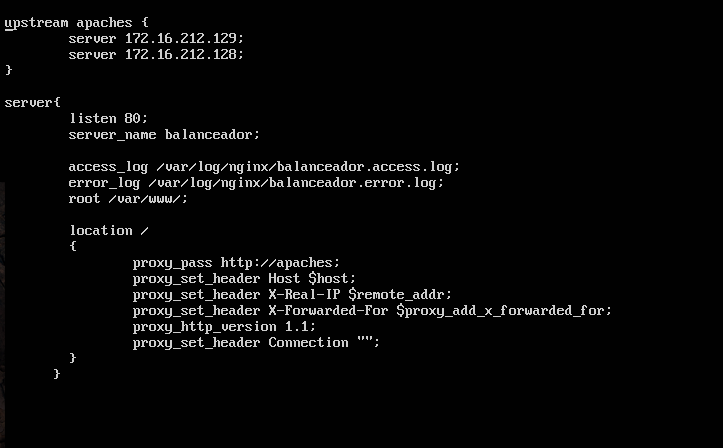 upstream apaches {
        server 172.16.212.129;
        server 172.16.212.128;
}

server{
        listen 80;
        server_name balanceador;

        access_log /var/log/nginx/balanceador.access.log;
        error_log /var/log/nginx/balanceador.error.log;
        root /var/www/;

        location /
        {
                proxy_pass http://apaches;
                proxy_set_header Host $host;
                proxy_set_header X-Real-IP $remote_addr;
                proxy_set_header X-Forwarded-For $proxy_add_x_forwarded_for;
                proxy_http_version 1.1;
                proxy_set_header Connection "";
        }
      }